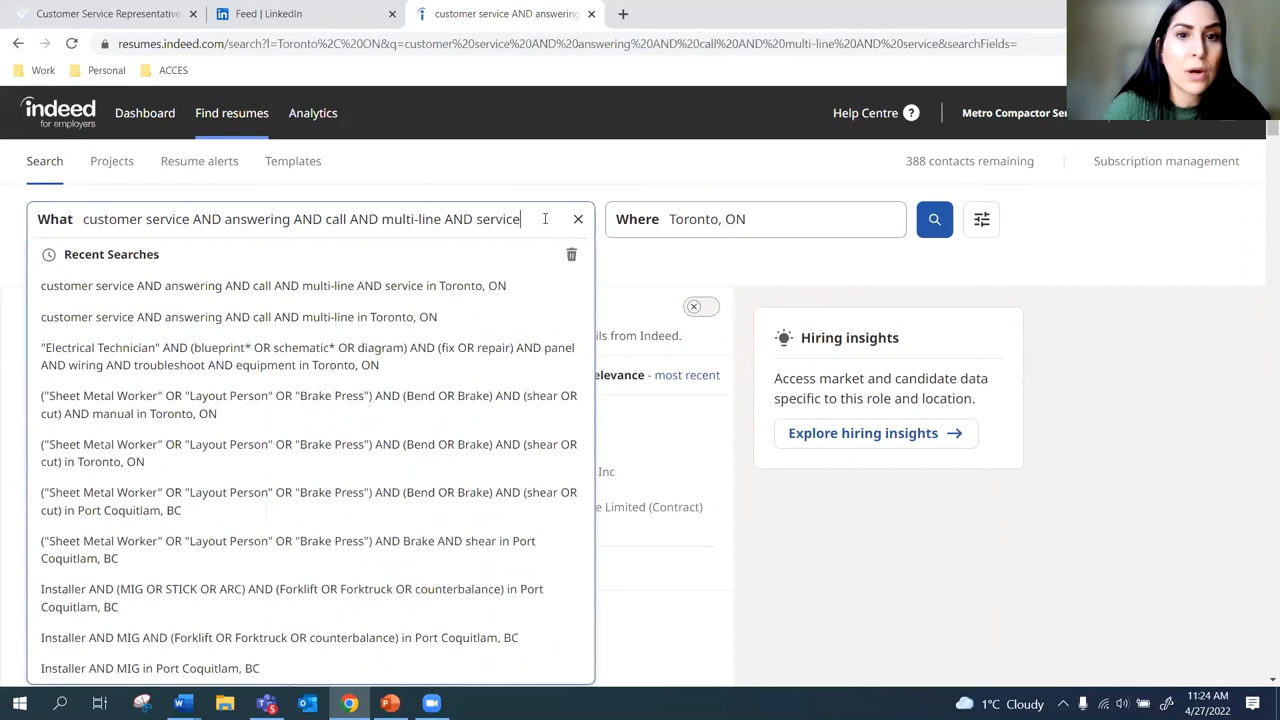 Customer Service Representative
Feed | LinkedIn
customer service AND answering
resumes.indeed.com/search?l=Toronto%2C%20ON&q=customer%20service%20AND%20answering%20AND%20call%20AND%20multi-line%20AND%20service&searchFields=
Work
Personal
ACCES
indeed
for employers
Dashboard
Find resumes
Analytics
Help Centre ?
Metro Compactor Ser
Search
Projects
Resume alerts
Templates
388 contacts remaining
Subscription management
What customer service AND answering AND call AND multi-line AND service
Where Toronto, ON
Recent Searches
customer service AND answering AND call AND multi-line AND service in Toronto, ON
customer service AND answering AND call AND multi-line in Toronto, ON
"Electrical Technician" AND (blueprint* OR schematic* OR diagram) AND (fix OR repair) AND panel
AND wiring AND troubleshoot AND equipment in Toronto, ON
("Sheet Metal Worker" OR "Layout Person" OR "Brake Press") AND (Bend OR Brake) AND (shear OR
cut) AND manual in Toronto, ON
("Sheet Metal Worker" OR "Layout Person" OR "Brake Press") AND (Bend OR Brake) AND (shear OR
cut) in Toronto, ON
("Sheet Metal Worker" OR "Layout Person" OR "Brake Press") AND (Bend OR Brake) AND (shear OR
cut) in Port Coquitlam, BC
("Sheet Metal Worker" OR "Layout Person" OR "Brake Press") AND Brake AND shear in Port
Coquitlam, BC
Installer AND (MIG OR STICK OR ARC) AND (Forklift OR Forktruck OR counterbalance) in Port
Coquitlam, BC
Installer AND MIG AND (Forklift OR Forktruck OR counterbalance) in Port Coquitlam, BC
Installer AND MIG in Port Coquitlam, BC
ils from Indeed.
elevance - most recent
Inc
e Limited (Contract)
Hiring insights
Access market and candidate data
specific to this role and location.
Explore hiring insights
1°C Cloudy
11:24 AM
4/27/2022